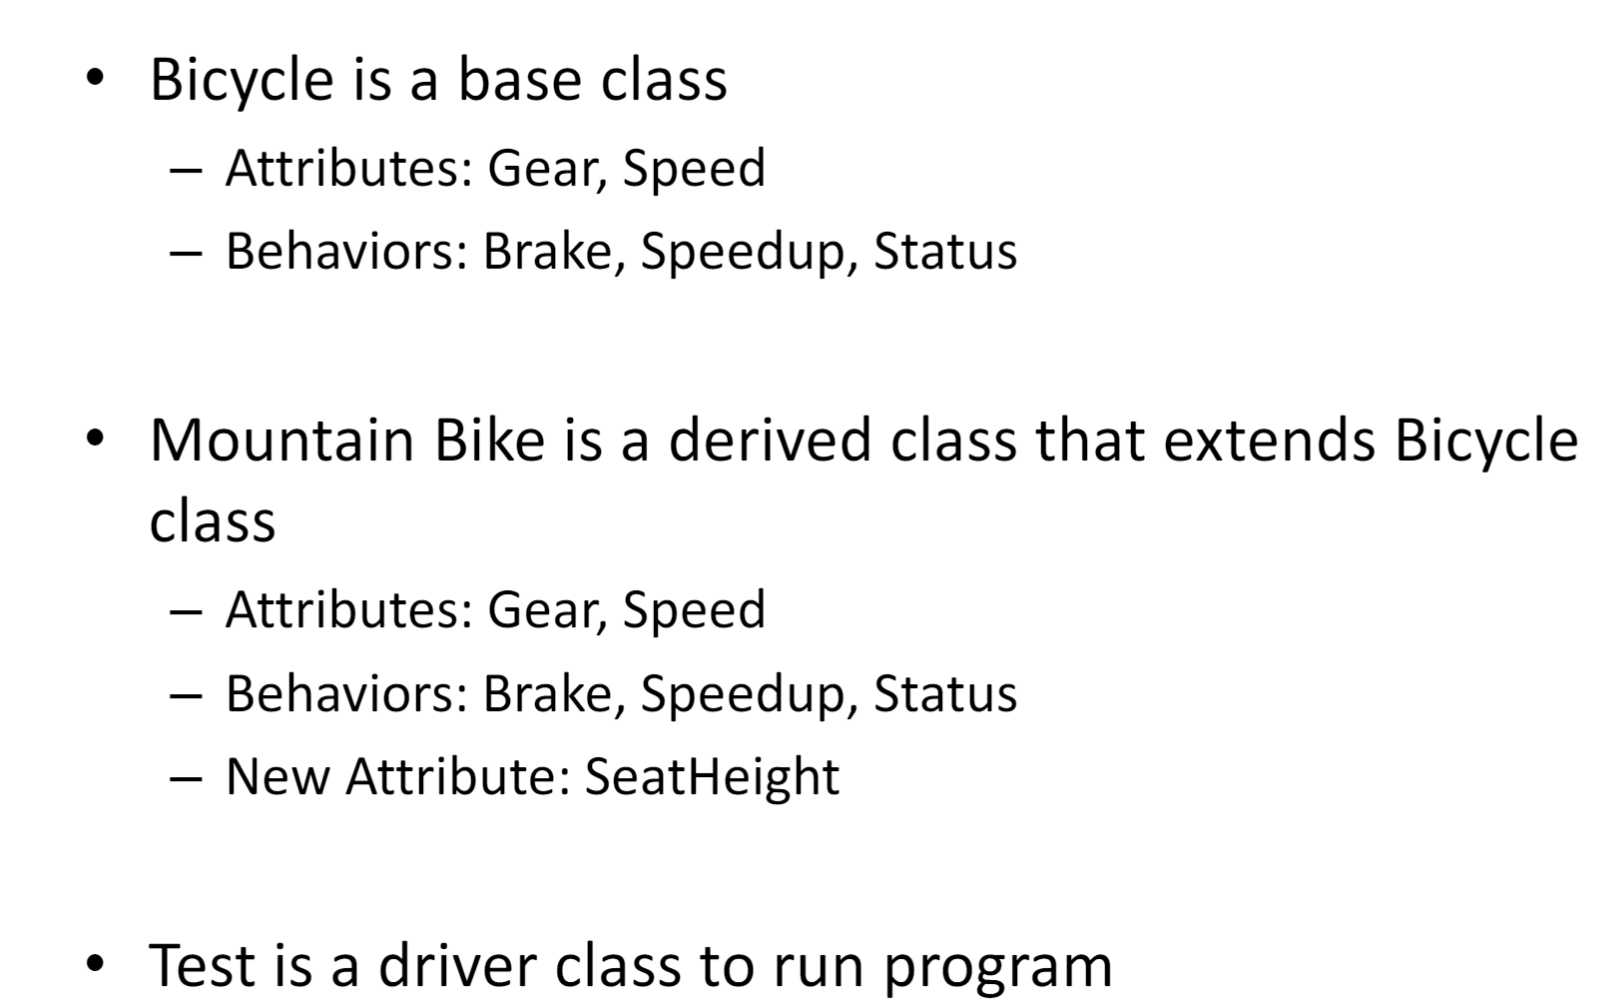 • Bicycle is a base class
– Attributes: Gear, Speed
– Behaviors: Brake, Speedup, Status
• Mountain Bike is a derived class that extends Bicycle
class
– Attributes: Gear, Speed
– Behaviors: Brake, Speedup, Status
– New Attribute: SeatHeight
• Test is a driver class to run program